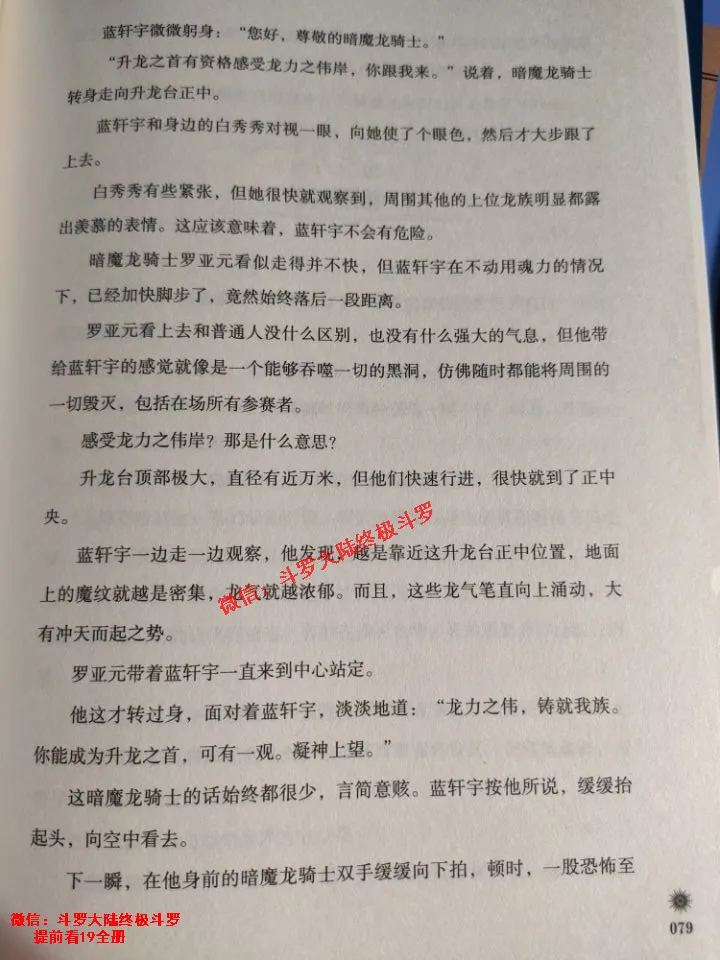 蓝轩宇微微躬身：“您好，尊敬的暗魔龙骑士。”
“升龙之首有资格感受龙力之伟岸，你跟我来。”说着，暗魔龙骑士
转身走向升龙台正中。
蓝轩宇和身边的白秀秀对视一眼，向她使了个眼色，然后才大步跟了
上去。
白秀秀有些紧张，但她很快就观察到，周围其他的上位龙族明显都露
出羡慕的表情。这应该意味着，蓝轩宇不会有危险。
暗魔龙骑士罗亚元看似走得并不快，但蓝轩宇在不动用魂力的情况
下，已经加快脚步了，竟然始终落后一段距离。
罗亚元看上去和普通人没什么区别，也没有什么强大的气息，但他带
给蓝轩宇的感觉就像是一个能够吞噬一切的黑洞，仿佛随时都能将周围的
一切毁灭，包括在场所有参赛者。
感受龙力之伟岸？那是什么意思？
升龙台顶部极大，直径有近万米，但他们快速行进，很快就到了正中
央。
蓝轩宇一边走一边观察，他发现，越是靠近这升龙台正中位置，地面
上的魔纹就越是密集，龙气就越浓郁。而且，这些龙气笔直向上涌动，大
有冲天而起之势。
微信：斗罗大陆终极斗罗
罗亚元带着蓝轩宇一直来到中心站定。
他这才转过身，面对着蓝轩宇，淡淡地道：“龙力之伟，铸就我族。
你能成为升龙之首，可有一观。凝神上望。”
这暗魔龙骑士的话始终都很少，言简意赅。蓝轩宇按他所说，缓缓抬
起头，向空中看去。
下一瞬，在他身前的暗魔龙骑士双手缓缓向下拍，顿时，一股恐怖至
微信：斗罗大陆终极斗罗
提前看19全册
079